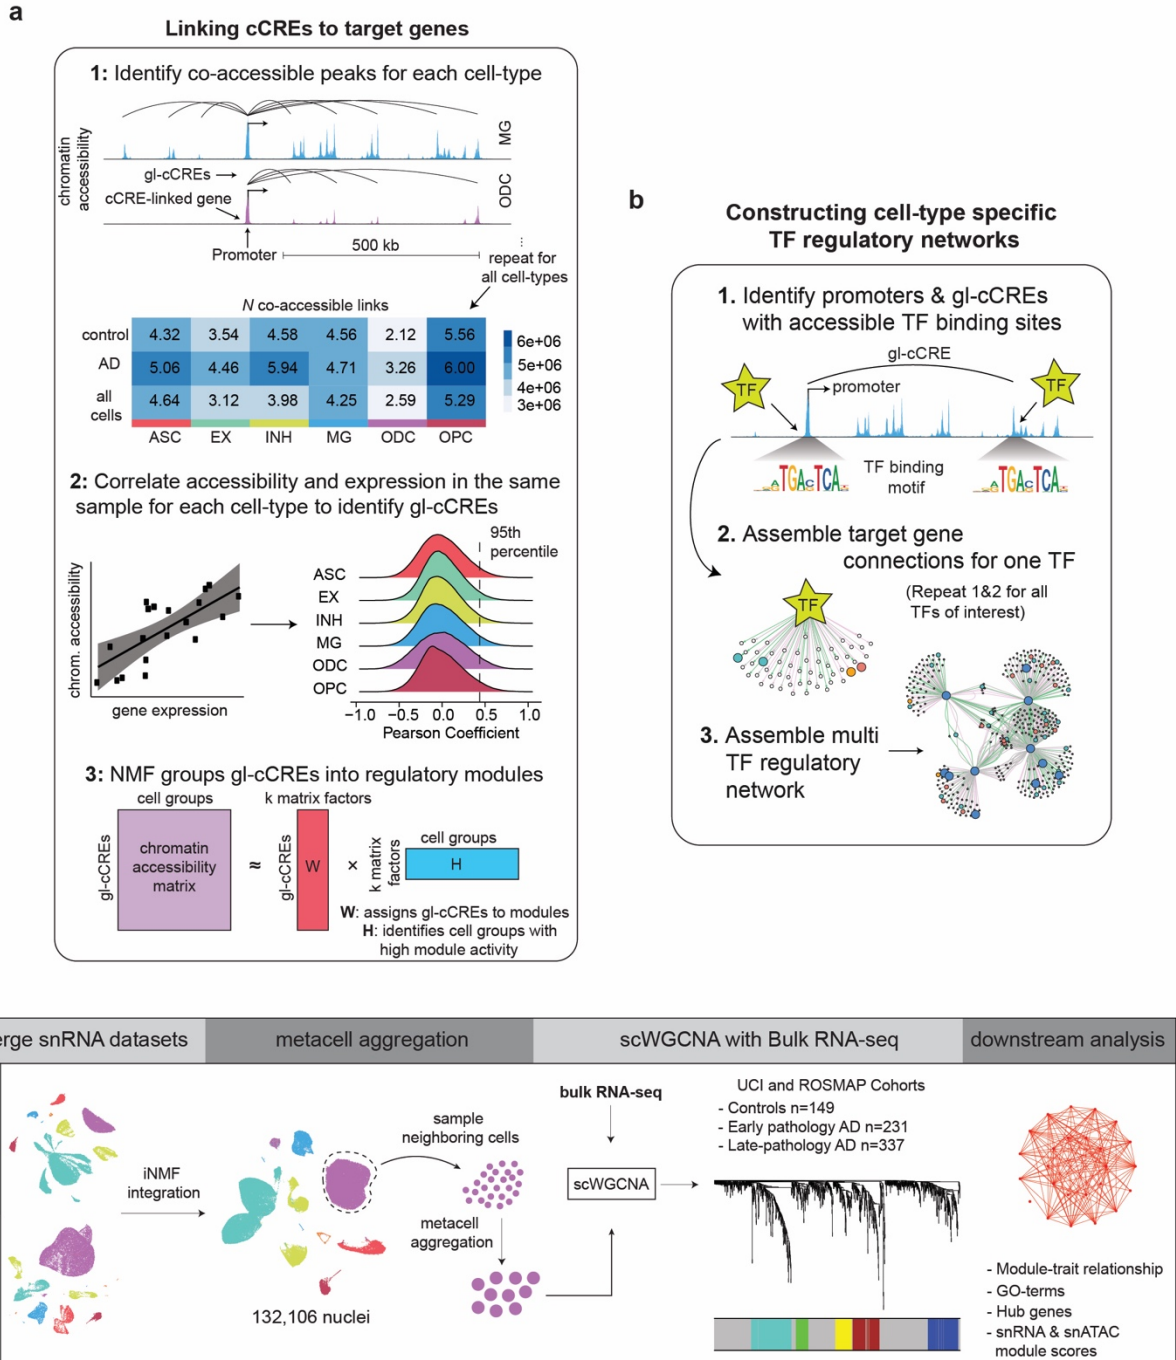 a
Linking cCREs to target genes
1: Identify co-accessible peaks for each cell-type
chromatin
accessibility
MG
gl-cCREs
cCRE-linked gene
ODC
Promoter
500 kb
repeat for
all cell-types
N co-accessible links
control 4.32 3.54 4.58 4.56 2.12 5.56
AD 5.06 4.46 5.94 4.71 3.26 6.00
all
cells 4.64 3.12 3.98 4.25 2.59 5.29
ASC EX INH MG ODC OPC
6e+06
5e+06
4e+06
3e+06
2: Correlate accessibility and expression in the same
sample for each cell-type to identify gl-cCREs
chrom. accessibility
gene expression
95th
percentile
ASC
EX
INH
MG
ODC
OPC
−1.0 −0.5 0.0 0.5 1.0
Pearson Coefficient
3: NMF groups gl-cCREs into regulatory modules
cell groups
gl-cCREs
chromatin
accessibility
matrix
≈
k matrix factors
gl-cCREs
W
×
k matrix
factors
cell groups
H
W: assigns gl-cCREs to modules
H: identifies cell groups with
high module activity
b
Constructing cell-type specific
TF regulatory networks
1. Identify promoters & gl-cCREs
with accessible TF binding sites
gl-cCRE
TF
promoter
TF
TGAcTCA
TF binding
motif
TGAcTCA
2. Assemble target gene
connections for one TF
(Repeat 1&2 for all
TFs of interest)
TF
3. Assemble multi
TF regulatory
network
erge snRNA datasets
metacell aggregation
scWGCNA with Bulk RNA-seq
downstream analysis
iNMF
integration
132,106 nuclei
sample
neighboring cells
metacell
aggregation
bulk RNA-seq
scWGCNA
UCI and ROSMAP Cohorts
- Controls n=149
- Early pathology AD n=231
- Late-pathology AD n=337
- Module-trait relationship
- GO-terms
- Hub genes
- snRNA & snATAC
module scores